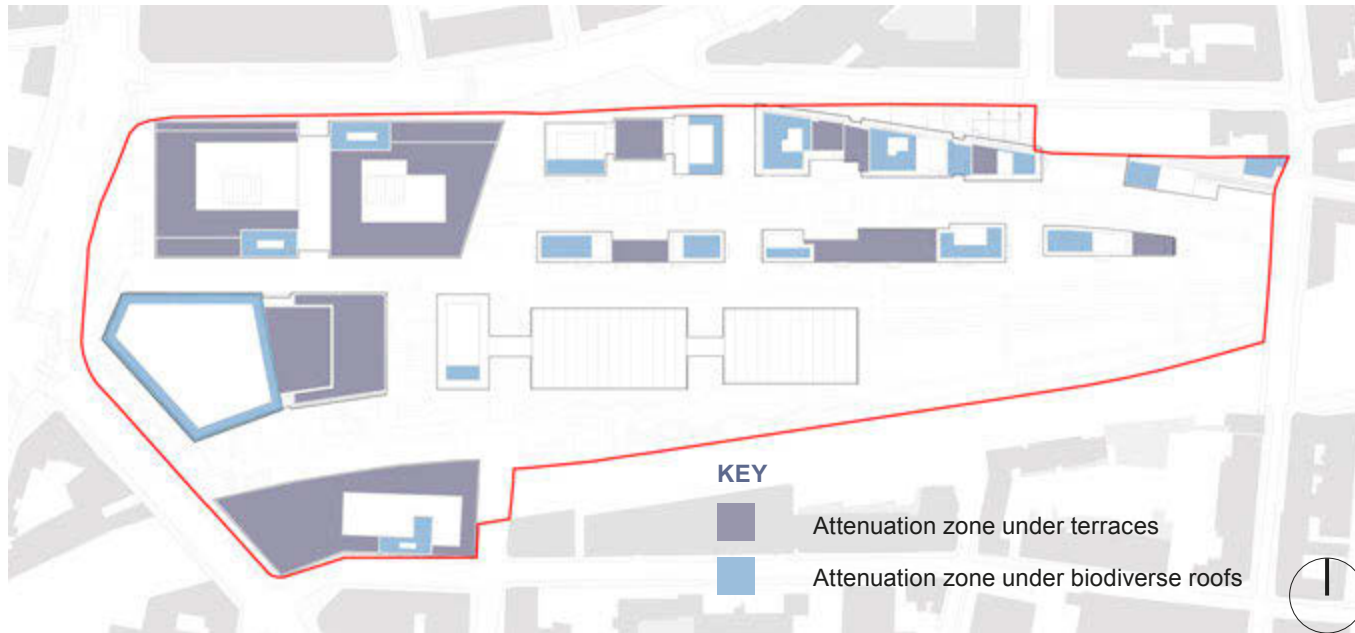 KEY
Attenuation zone under terraces
Attenuation zone under biodiverse roofs